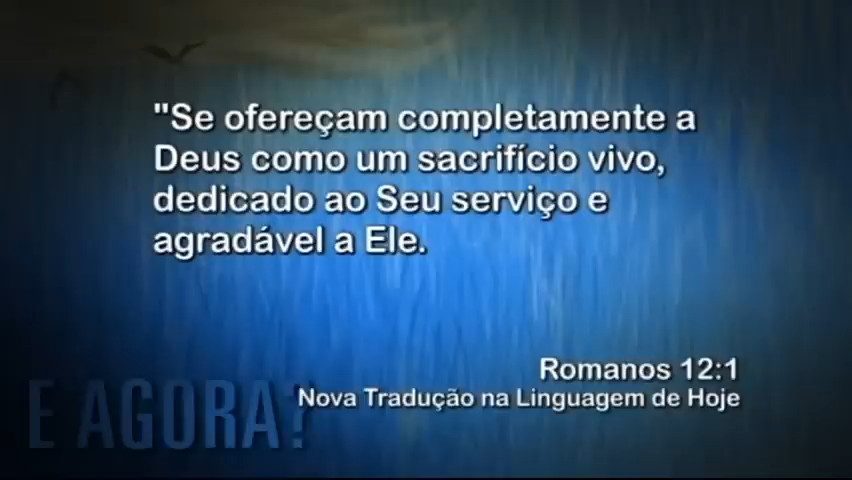 "Se ofereçam completamente a
Deus como um sacrifício vivo,
dedicado ao Seu serviço e
agradável a Ele.
Romanos 12:1
Nova Tradução na Linguagem de Hoje
E AGORA?